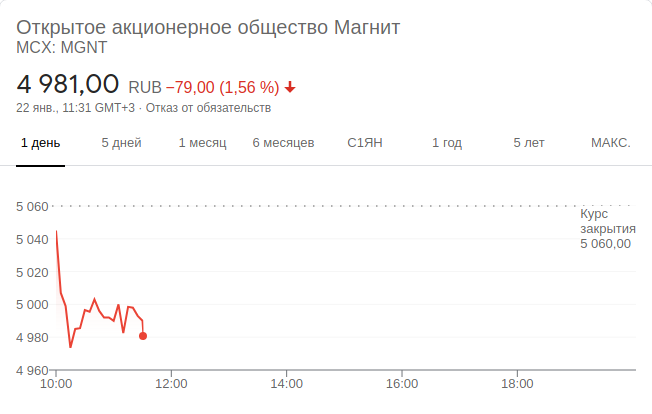 Открытое акционерное общество Магнит
MCX: MGNT
4 981,00 RUB −79,00 (1,56 %)
22 янв., 11:31 GMT+3 · Отказ от обязательств
1 день 5 дней 1 месяц 6 месяцев С1ЯН 1 год 5 лет МАКС.
5 060
Курс
закрытия
5 060,00
5 040
5 020
5 000
4 980
4 960
10:00 12:00 14:00 16:00 18:00